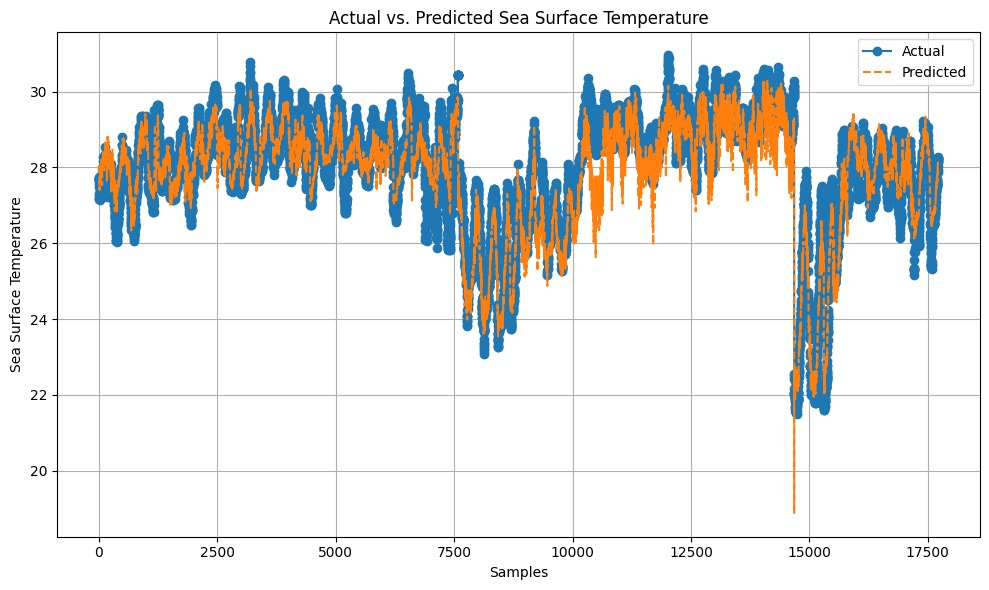 Actual vs. Predicted Sea Surface Temperature
Actual
Predicted
Sea Surface Temperature
30
28
26
24
22
20
0
2500
5000
7500
10000
12500
15000
17500
Samples